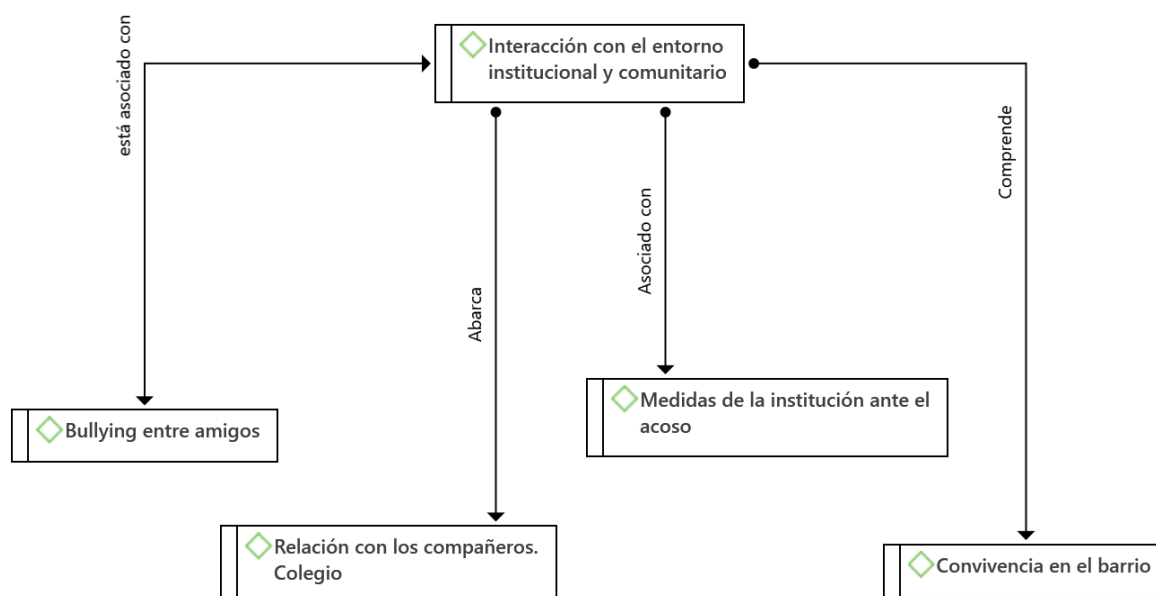 Interacción con el entorno
institucional y comunitario
está asociado con
Comprende
Asociado con
Abarca
Medidas de la institución ante el
acoso
Bullying entre amigos
Relación con los compañeros.
Colegio
Convivencia en el barrio